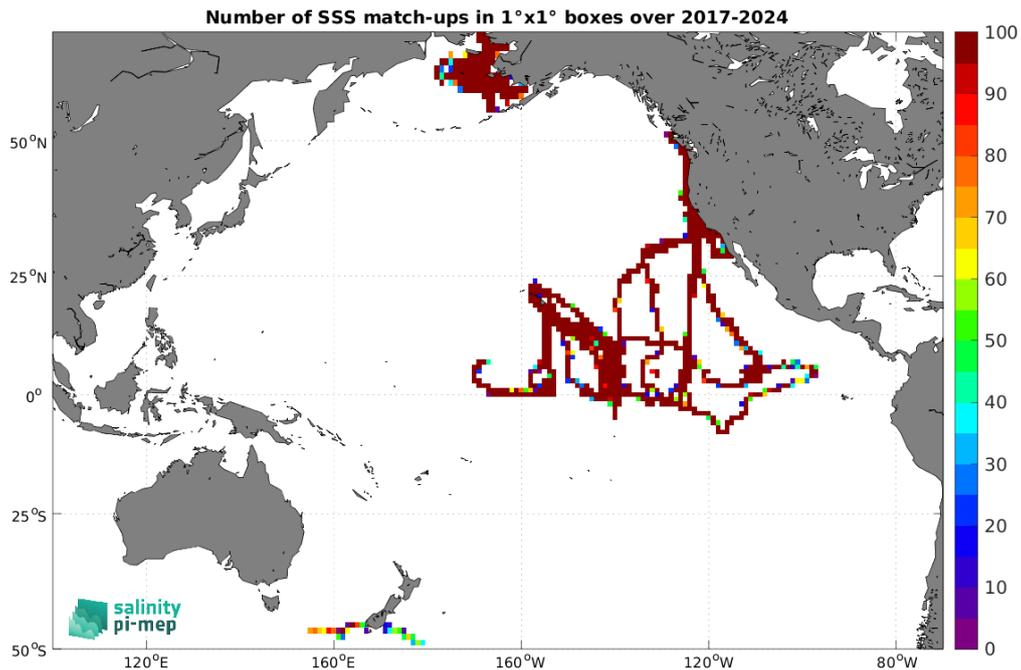 Number of SSS match-ups in 1°x1° boxes over 2017-2024
50°N
25°N
0°
25°S
50°S
120°E
160°E
160°W
120°W
80°W
100
90
80
70
60
50
40
30
20
10
0
salinity
pi-mep